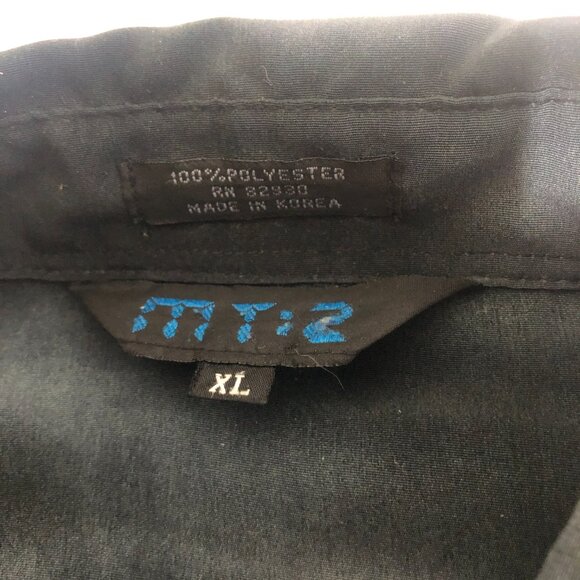 100% POLYESTER
RN 82930
MADE IN KOREA
MT:2
XL